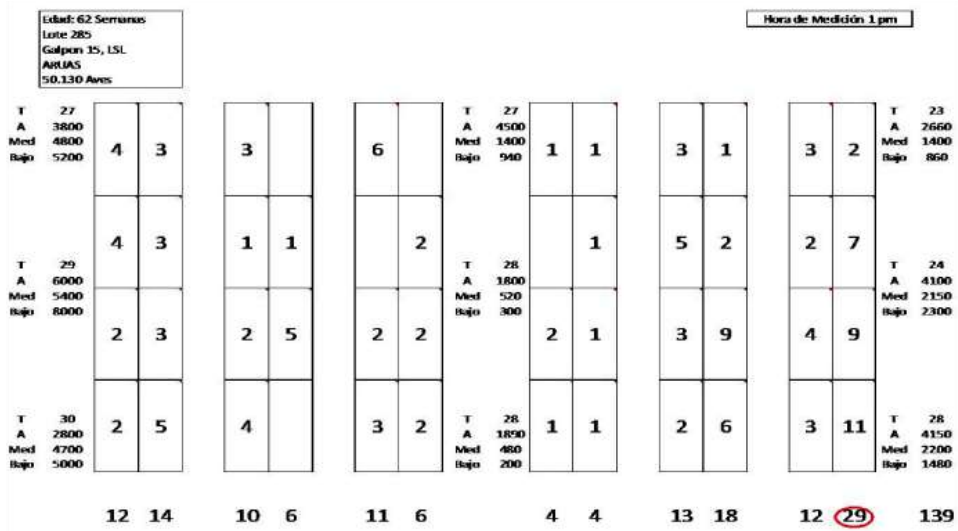 Edad: 62 Semanas
Lote 285
Galpon 15, LSL
ARUAS
50.130 Aves
Hora de Medición 1 pm
T 27 T 27 T 23
A 3800 A 4500 A 2660
Med 4800 Med 1400 Med 1400
Bajo 5200 Bajo 940 Bajo 860
4 3 3 6 1 1 3 1 3 2
4 3 1 1 2 1 5 2 2 7
T 29 T 28 T 24
A 6000 A 1800 A 4100
Med 5400 Med 520 Med 2150
Bajo 8000 Bajo 300 Bajo 2300
2 3 2 5 2 2 2 1 3 9 4 9
2 5 4 3 2 1 1 2 6 3 11
T 30 T 28 T 28
A 2800 A 1890 A 4150
Med 4700 Med 480 Med 2200
Bajo 5000 Bajo 200 Bajo 1480
12 14 10 6 11 6 4 4 13 18 12 29 139